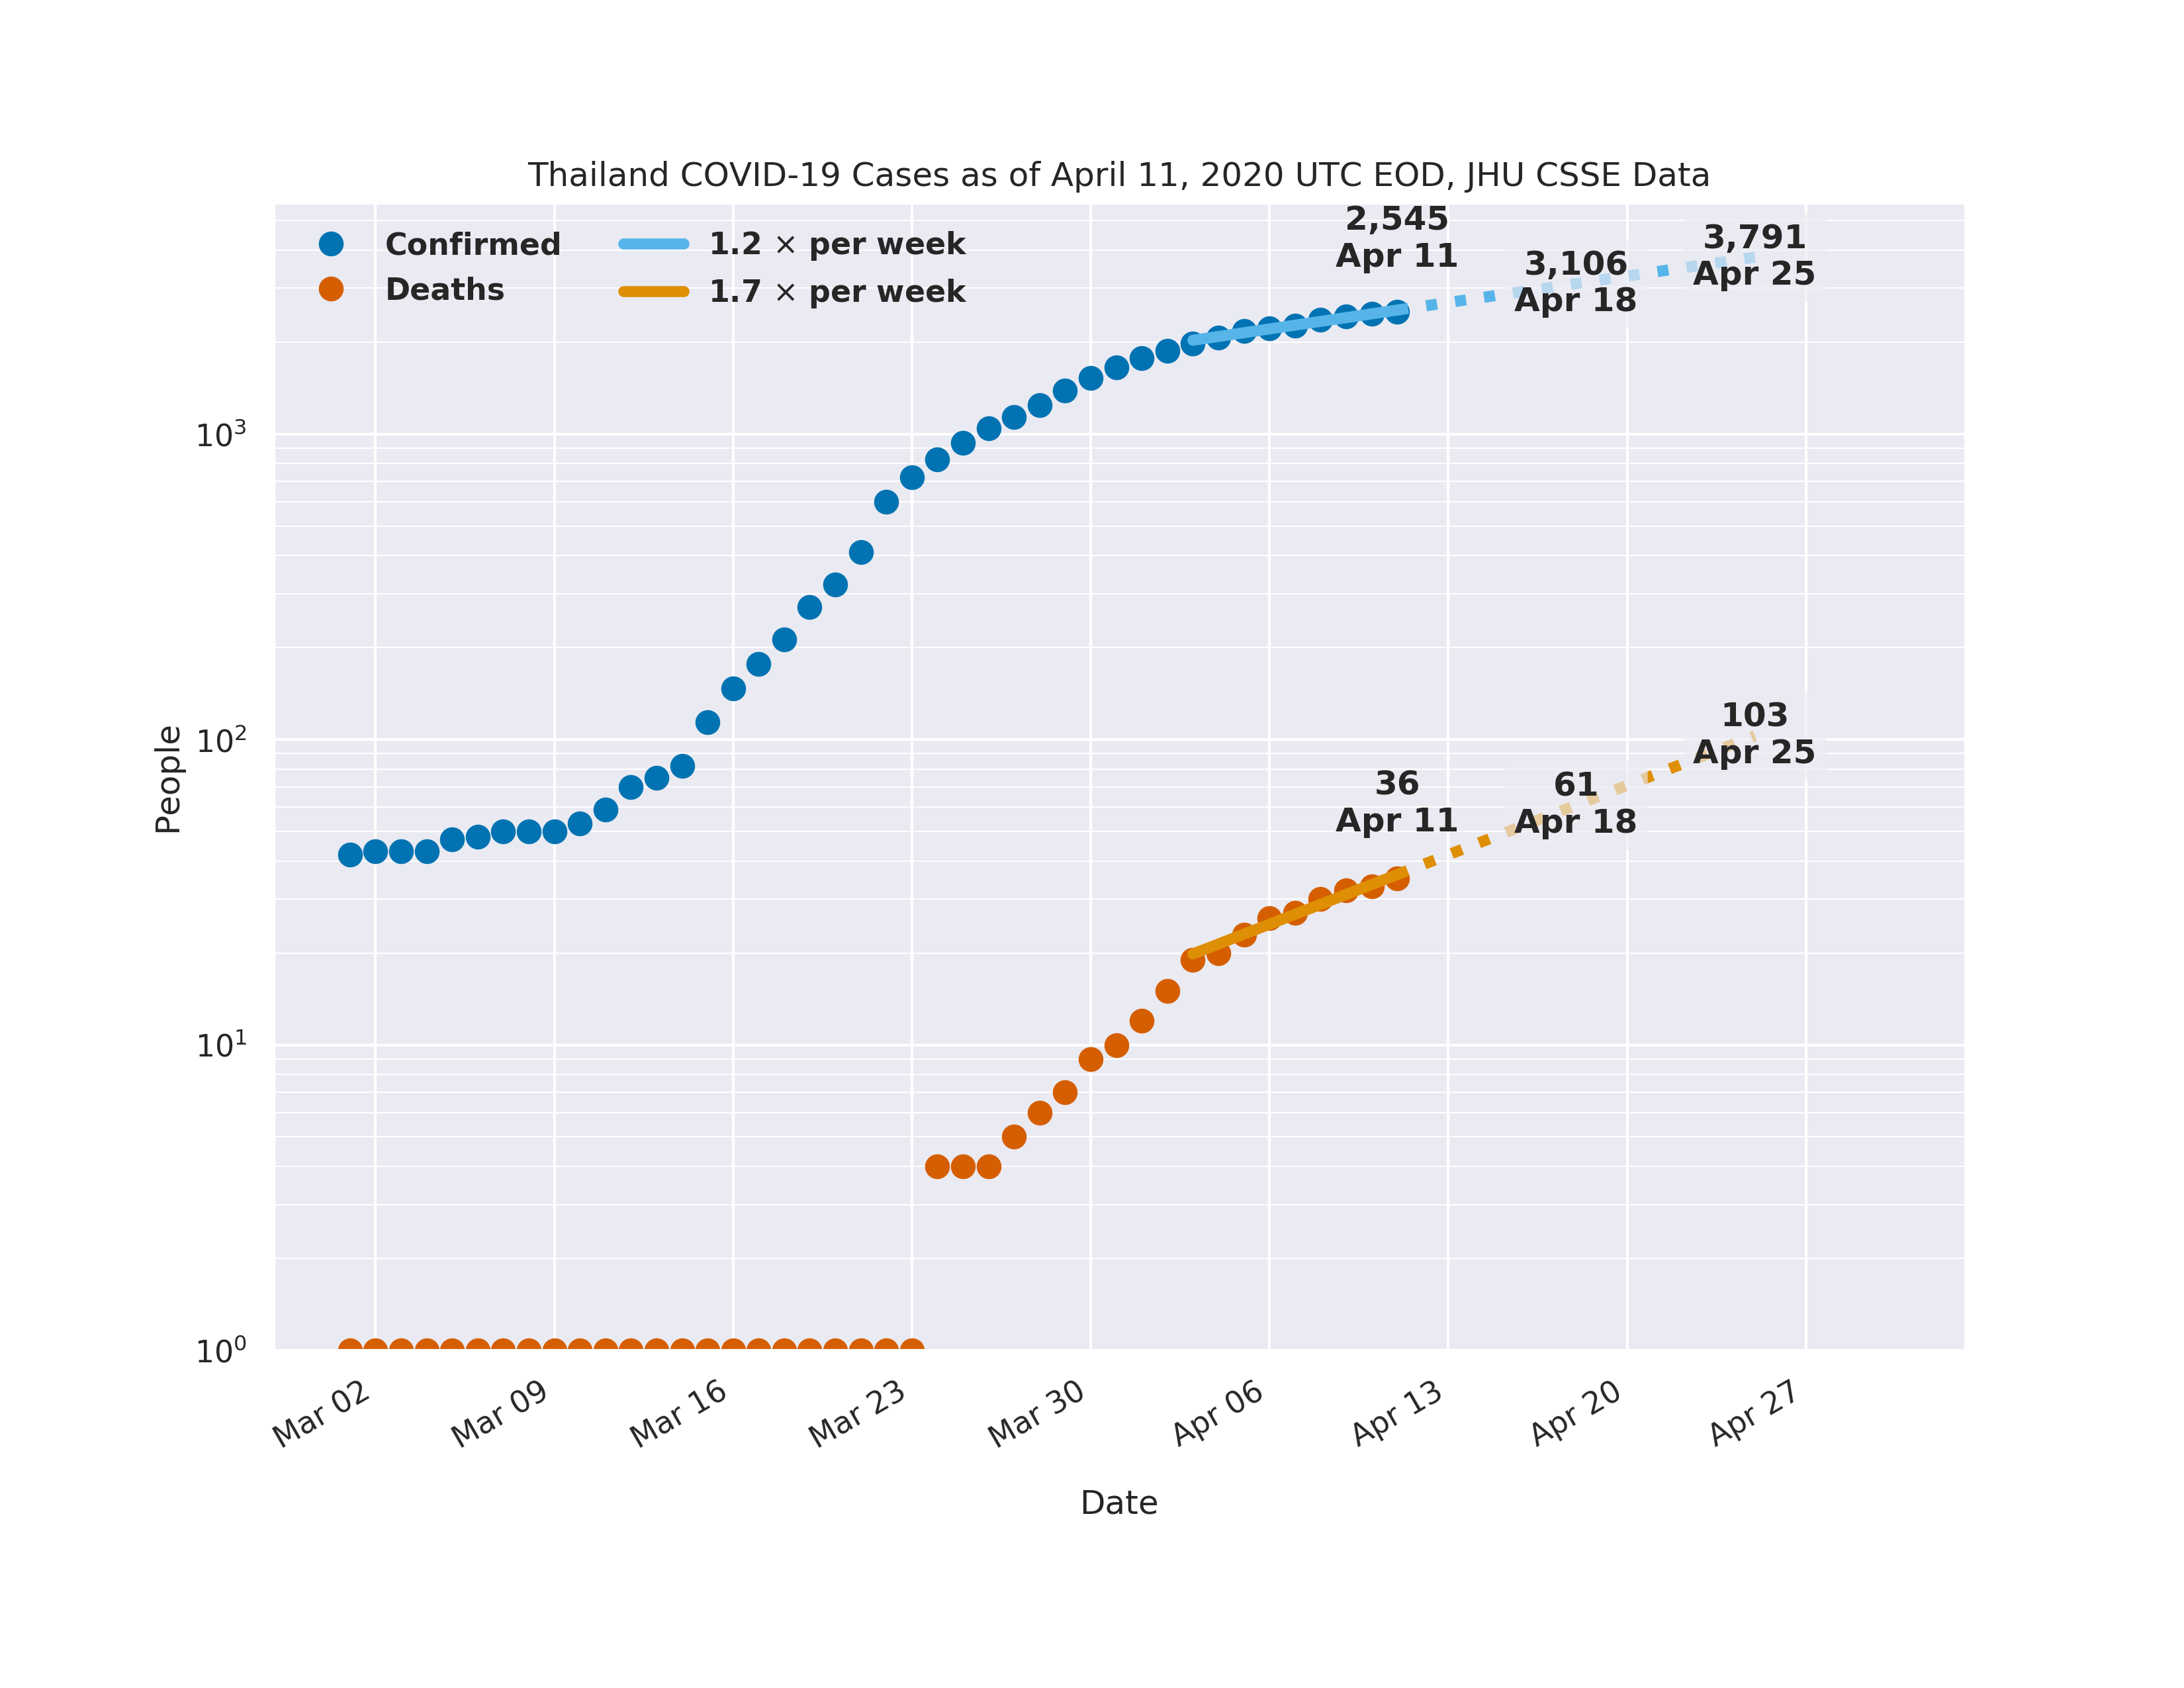 Thailand COVID-19 Cases as of April 11, 2020 UTC EOD, JHU CSSE Data
Confirmed
Deaths
1.2 × per week
1.7 × per week
2,545
Apr 11
3,106
Apr 18
3,791
Apr 25
36
Apr 11
61
Apr 18
103
Apr 25
People
10³
10²
10¹
10⁰
Mar 02
Mar 09
Mar 16
Mar 23
Mar 30
Apr 06
Apr 13
Apr 20
Apr 27
Date